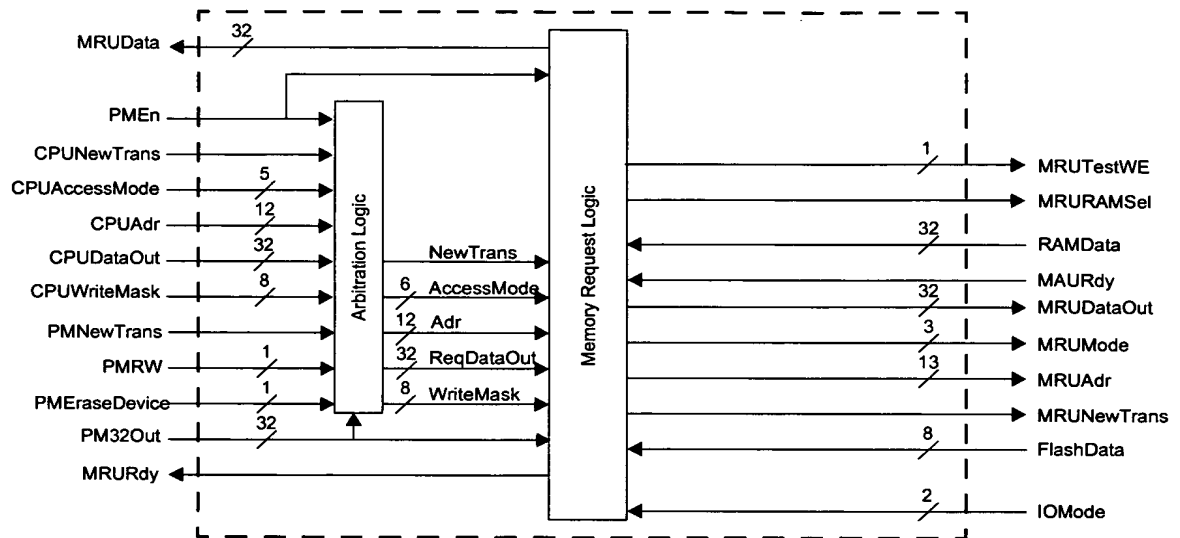 MRUData
32
PMEn
CPUNewTrans
CPUAccessMode
5
CPUAdr
12
CPUDataOut
32
CPUWriteMask
8
PMNewTrans
PMRW
1
PMEraseDevice
1
PM32Out
32
MRURdy
Arbitration Logic
NewTrans
6
AccessMode
12
Adr
32
ReqDataOut
8
WriteMask
Memory Request Logic
1
MRUTestWE
MRURAMSel
32
RAMData
MAURdy
32
MRUDataOut
3
MRUMode
13
MRUAdr
MRUNewTrans
8
FlashData
2
IOMode